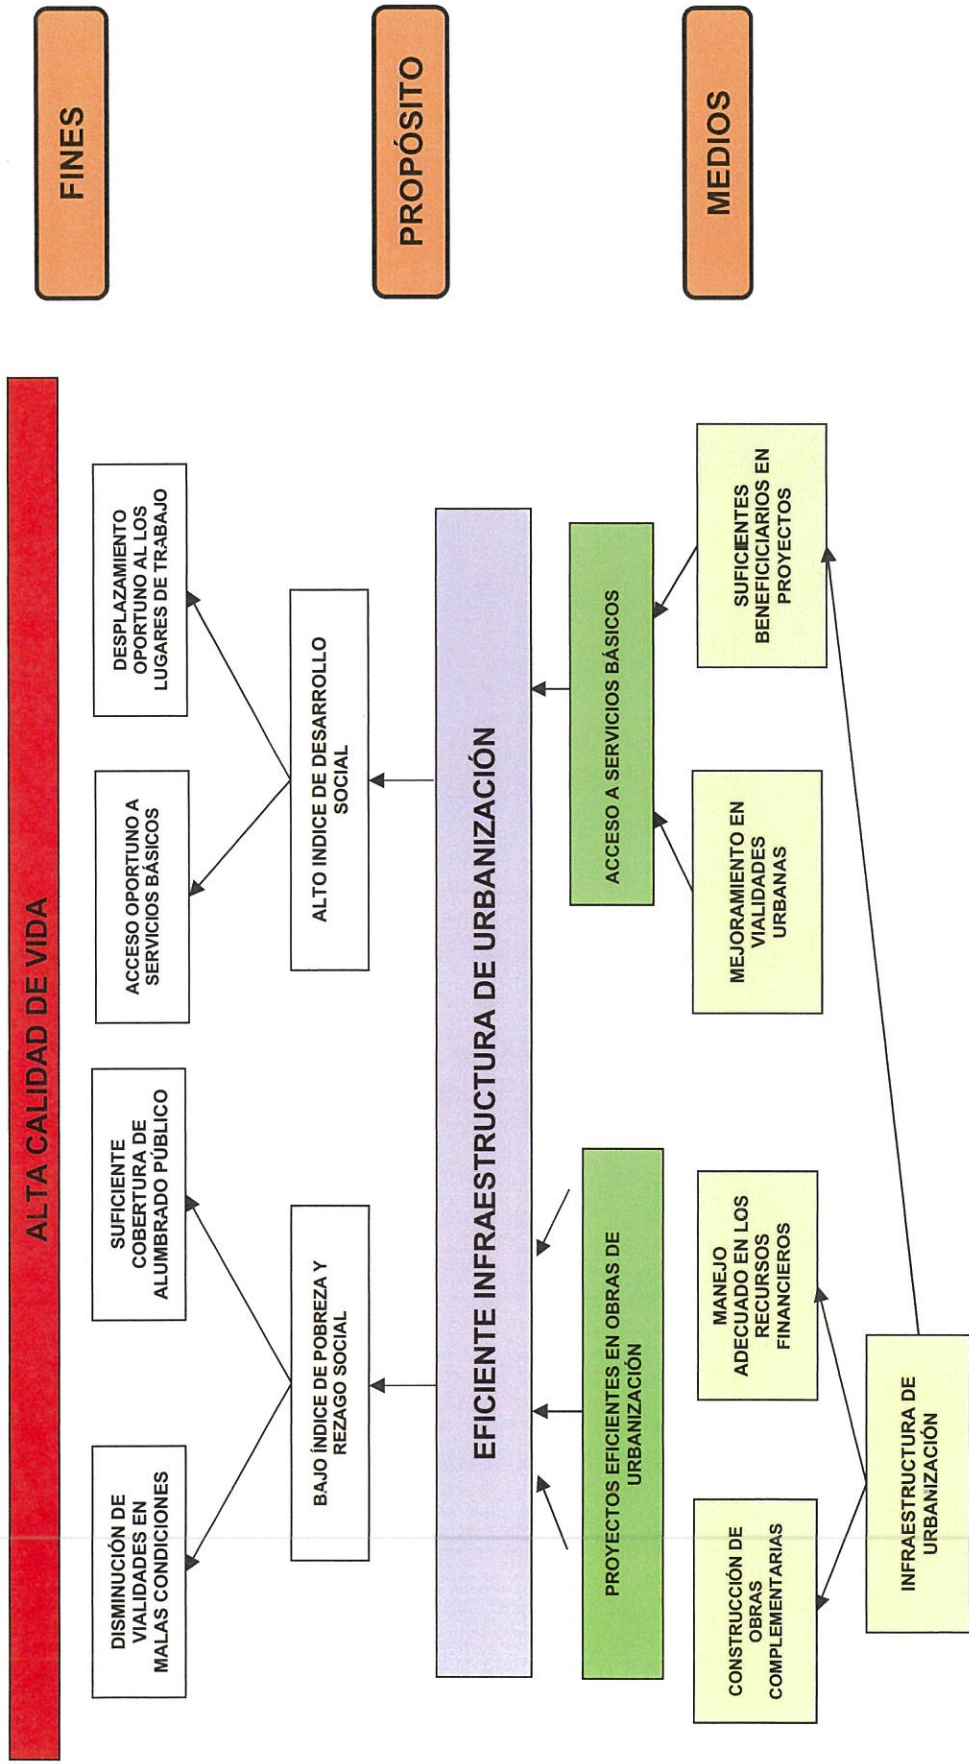 ALTA CALIDAD DE VIDA
FINES
DISMINUCIÓN DE
VIALIDADES EN
MALAS CONDICIONES
SUFICIENTE
COBERTURA DE
ALUMBRADO PÚBLICO
ACCESO OPORTUNO A
SERVICIOS BÁSICOS
DESPLAZAMIENTO
OPORTUNO AL LOS
LUGARES DE TRABAJO
BAJO ÍNDICE DE POBREZA Y
REZAGO SOCIAL
ALTO INDICE DE DESARROLLO
SOCIAL
EFICIENTE INFRAESTRUCTURA DE URBANIZACIÓN
PROPÓSITO
PROYECTOS EFICIENTES EN OBRAS DE
URBANIZACIÓN
ACCESO A SERVICIOS BÁSICOS
CONSTRUCCIÓN DE
OBRAS
COMPLEMENTARIAS
MANEJO
ADECUADO EN LOS
RECURSOS
FINANCIEROS
MEJORAMIENTO EN
VIALIDADES
URBANAS
SUFICIENTES
BENEFICICIARIOS EN
PROYECTOS
MEDIOS
INFRAESTRUCTURA DE
URBANIZACIÓN